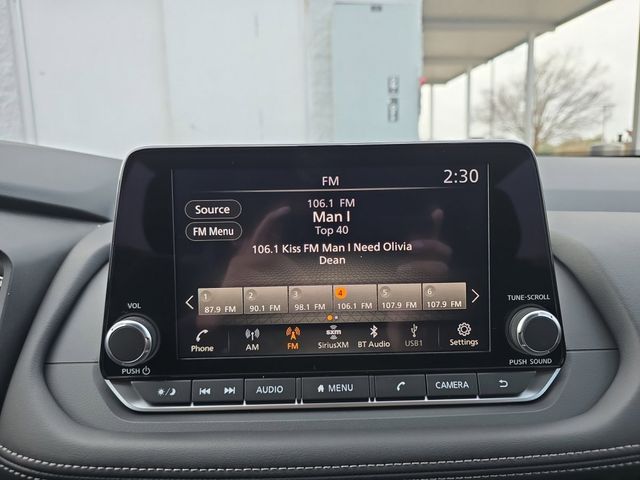 FM
2:30
Source
106.1 FM
Man I
Top 40
FM Menu
106.1 Kiss FM Man I Need Olivia
Dean
1 2 3 4 5 6
87.9 FM 90.1 FM 98.1 FM 106.1 FM 107.9 FM 107.9 FM
Phone AM FM sxm SiriusXM BT Audio USB1 Settings
VOL
PUSH
TUNE·SCROLL
PUSH SOUND
AUDIO MENU CAMERA